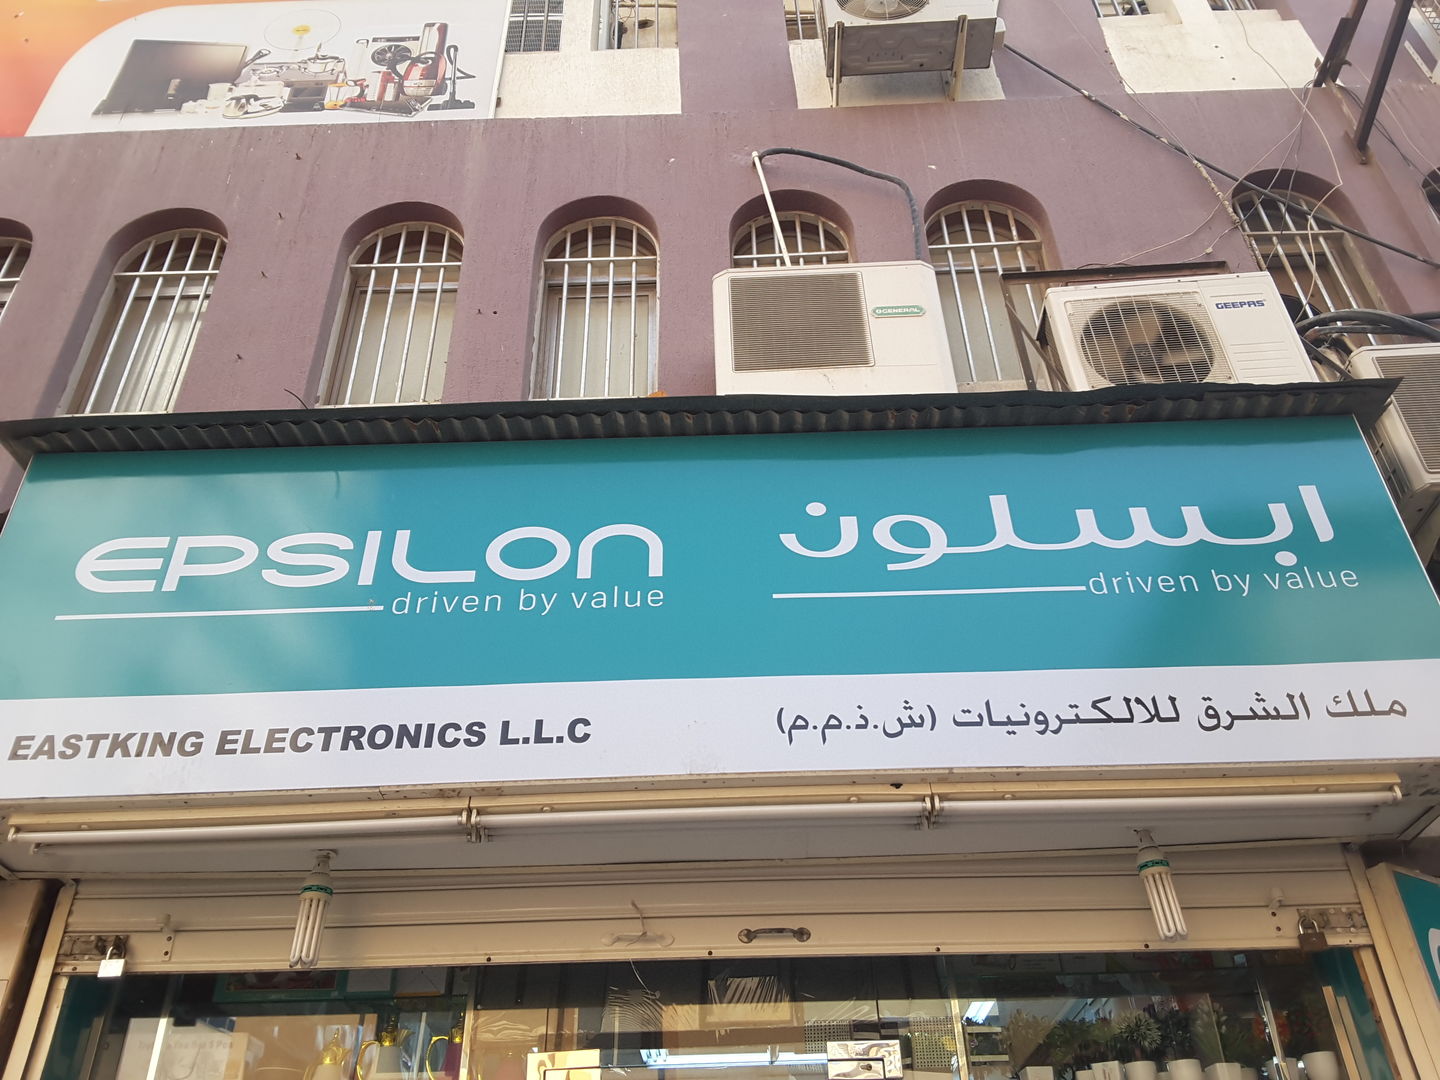 GENERAL
GEEPAS
EPSILON
driven by value
ابسلون
driven by value
EASTKING ELECTRONICS L.L.C
ملك الشرق للالكترونيات (ش.ذ.م.م)